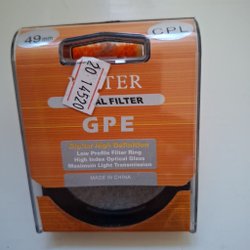 49mm
CPL
TER
20 14520
AL FILTER
GPE
Digital High Definition
Low Profile Filter Ring
High Index Optical Glass
Maximum Light Transmission
MADE IN CHINA